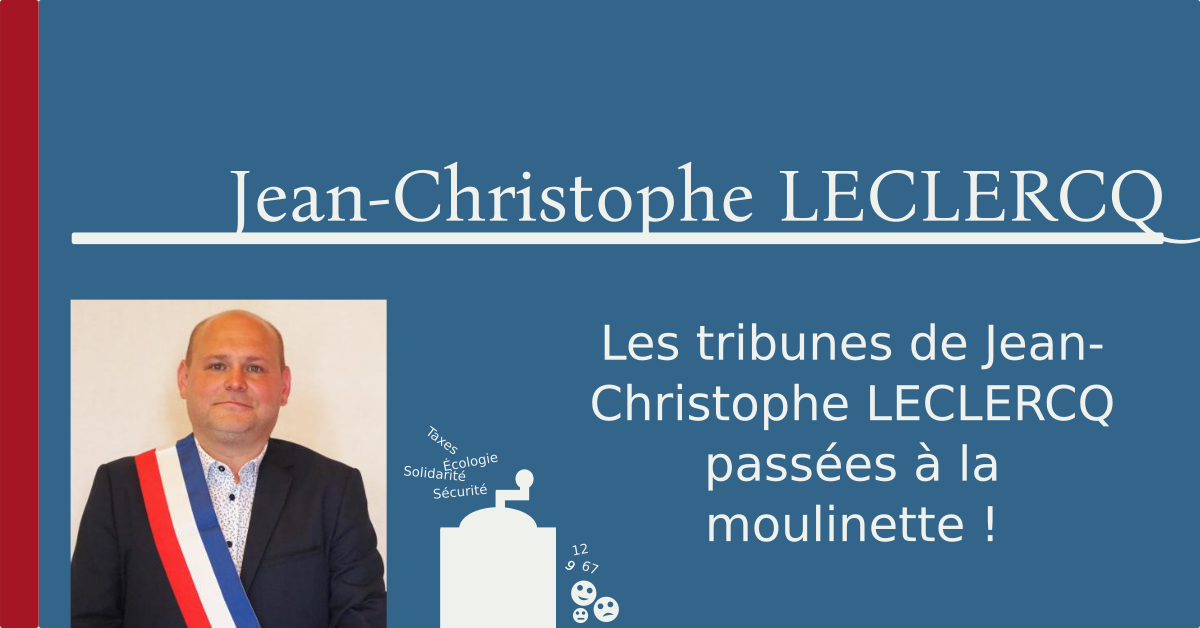 Jean-Christophe LECLERCQ
Les tribunes de Jean-
Christophe LECLERCQ
passées à la
moulinette !
Taxes
Écologie
Solidarité
Sécurité
12
9 67